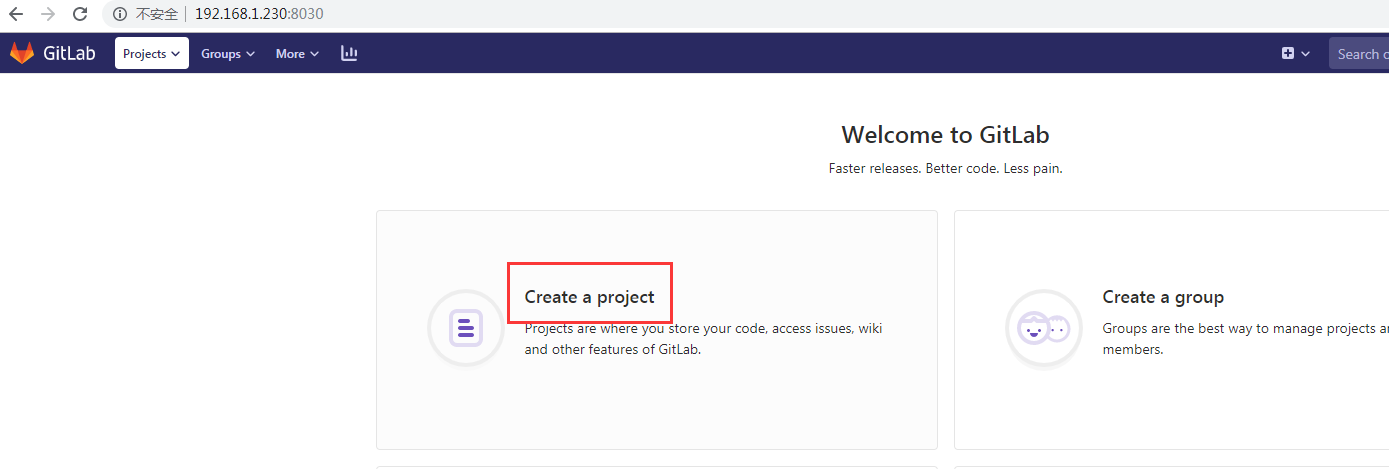 不安全 192.168.1.230:8030
GitLab Projects Groups More Search
Welcome to GitLab
Faster releases. Better code. Less pain.
Create a project
Projects are where you store your code, access issues, wiki
and other features of GitLab.
Create a group
Groups are the best way to manage projects
members.